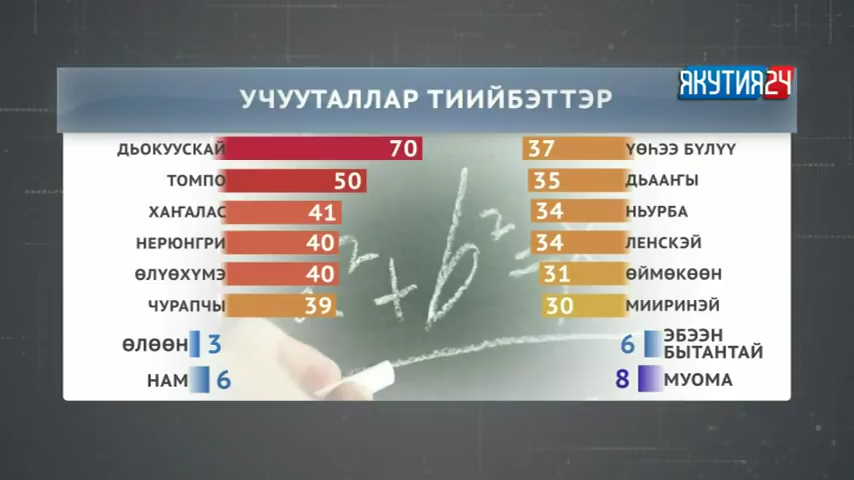 ЯКУТИЯ24
УЧУУТАЛЛАР ТИИЙБЭТТЭР
ДЬОКУУСКАЙ 70
ТОМПО 50
ХАҤАЛАС 41
НЕРЮНГРИ 40
ӨЛҮӨХҮМЭ 40
ЧУРАПЧЫ 39
ӨЛӨӨН 3
НАМ 6
37 ҮӨҺЭЭ БҮЛҮҮ
35 ДЬААҤЫ
34 НЬУРБА
34 ЛЕНСКЭЙ
31 ӨЙМӨКӨӨН
30 МИИРИНЭЙ
6 ЭБЭЭН
БЫТАНТАЙ
8 МУОМА